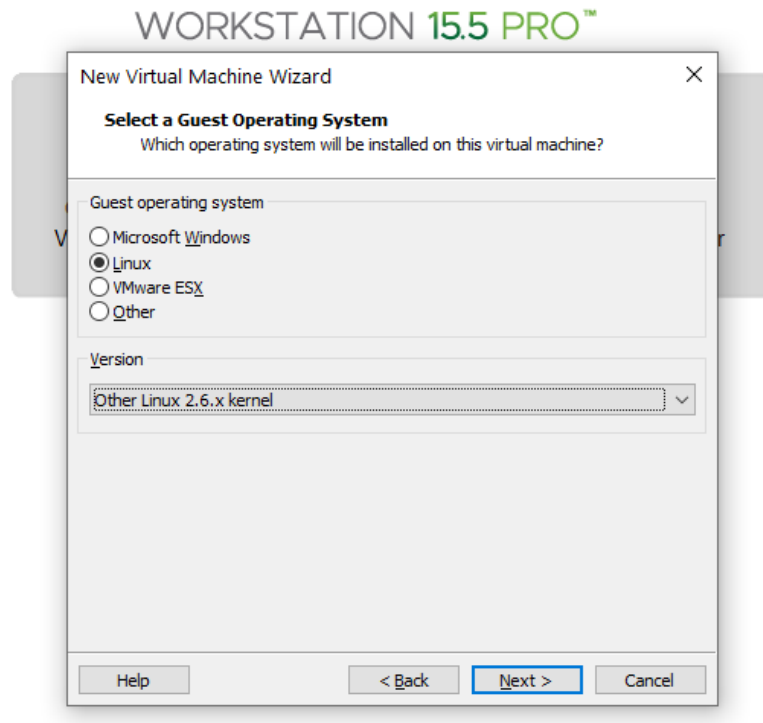 WORKSTATION 15.5 PRO™
New Virtual Machine Wizard
Select a Guest Operating System
Which operating system will be installed on this virtual machine?
Guest operating system
Microsoft Windows
Linux
VMware ESX
Other
Version
Other Linux 2.6.x kernel
Help
< Back
Next >
Cancel